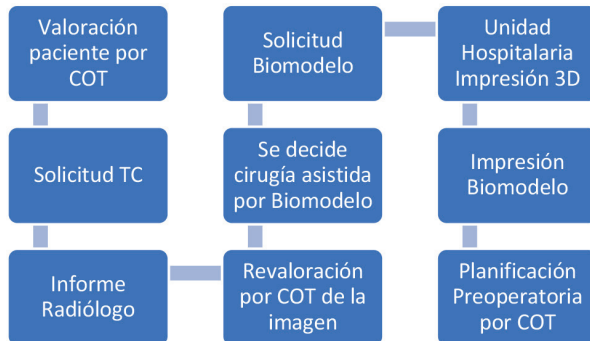 Valoración
paciente por
COT
Solicitud TC
Informe
Radiólogo
Revaloración
por COT de la
imagen
Se decide
cirugía asistida
por Biomodelo
Solicitud
Biomodelo
Unidad
Hospitalaria
Impresión 3D
Impresión
Biomodelo
Planificación
Preoperatoria
por COT